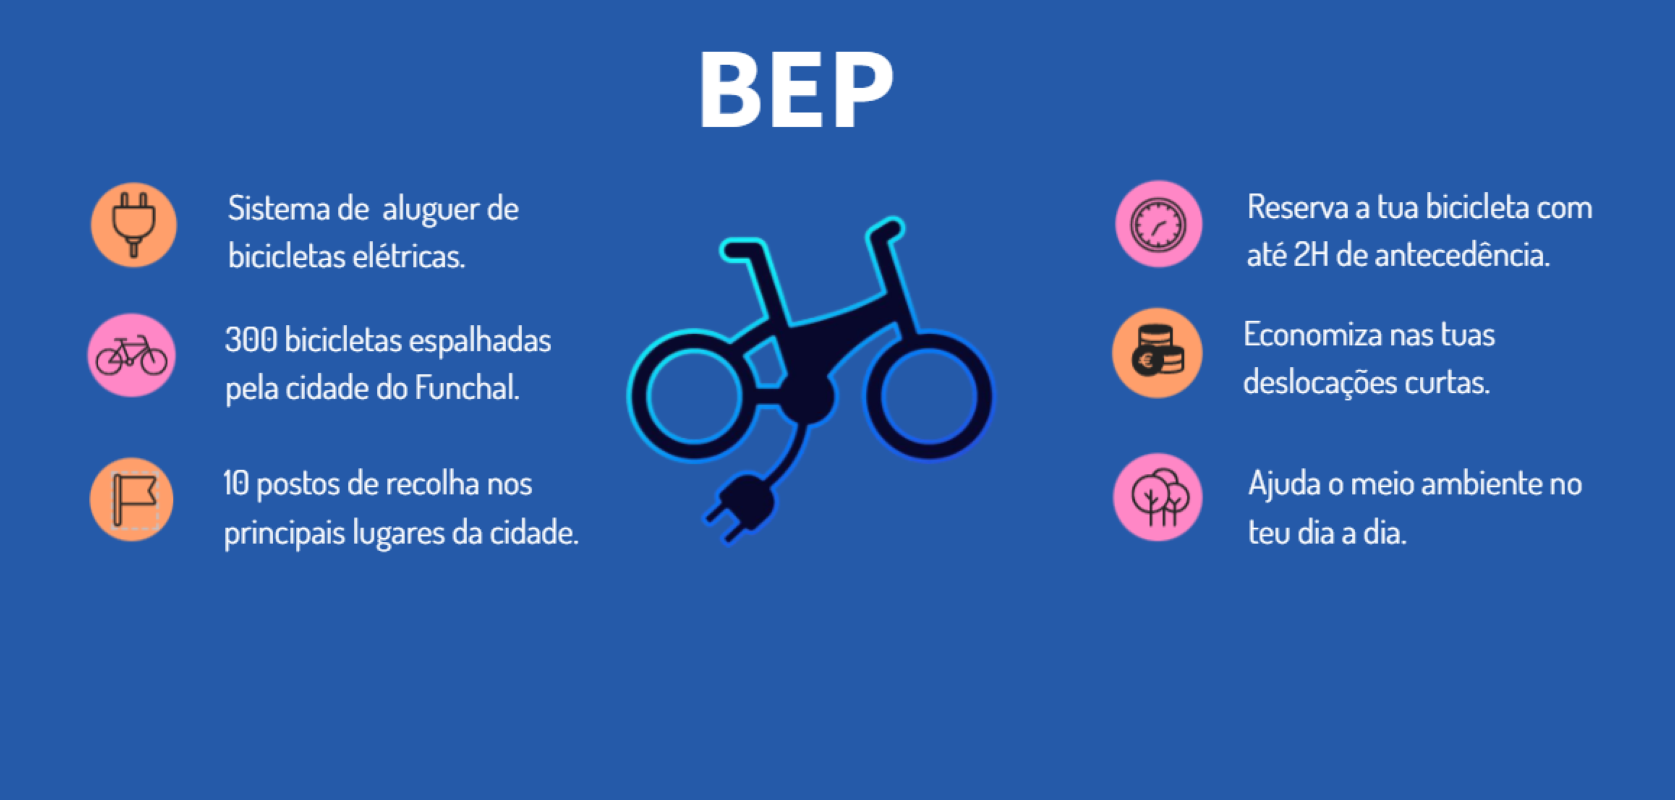 BEP
Sistema de  aluguer de
bicicletas elétricas.
300 bicicletas espalhadas
pela cidade do Funchal.
10 postos de recolha nos
principais lugares da cidade.
Reserva a tua bicicleta com
até 2H de antecedência.
Economiza nas tuas
deslocações curtas.
Ajuda o meio ambiente no
teu dia a dia.